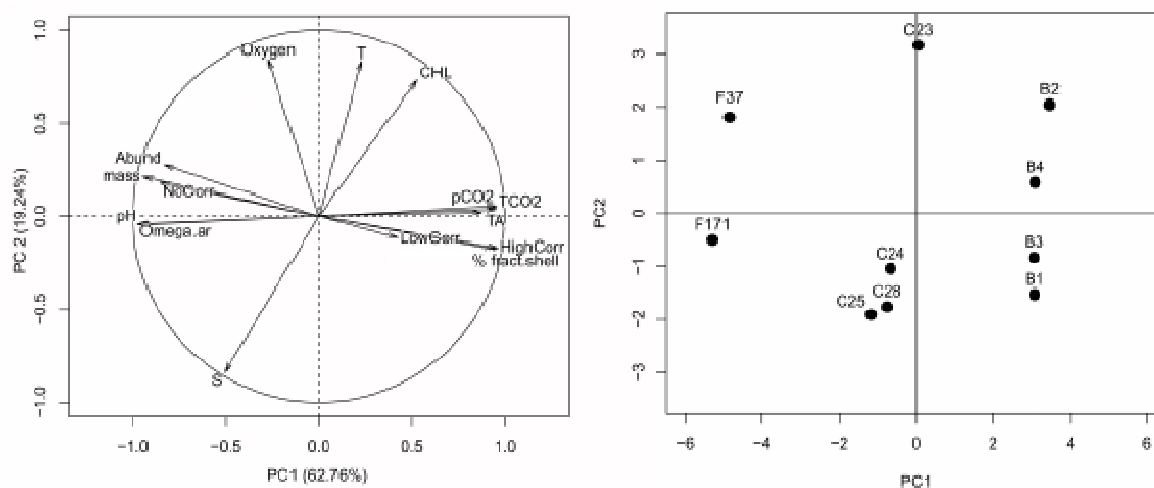 1.0
0.5
0.0
−0.5
−1.0
PC 2 (19.24%)
Oxygen
T
CHL
Abund
mass
NoCorr
pH
Omega.ar
pCO2
TCO2
TA
LowCorr
HighCorr
% fract.shell
S
−1.0 −0.5 0.0 0.5 1.0
PC1 (62.76%)
3
2
1
0
−1
−2
−3
PC2
C23
F37
B2
B4
F171
C24
B3
C25 C28
B1
−6 −4 −2 0 2 4 6
PC1